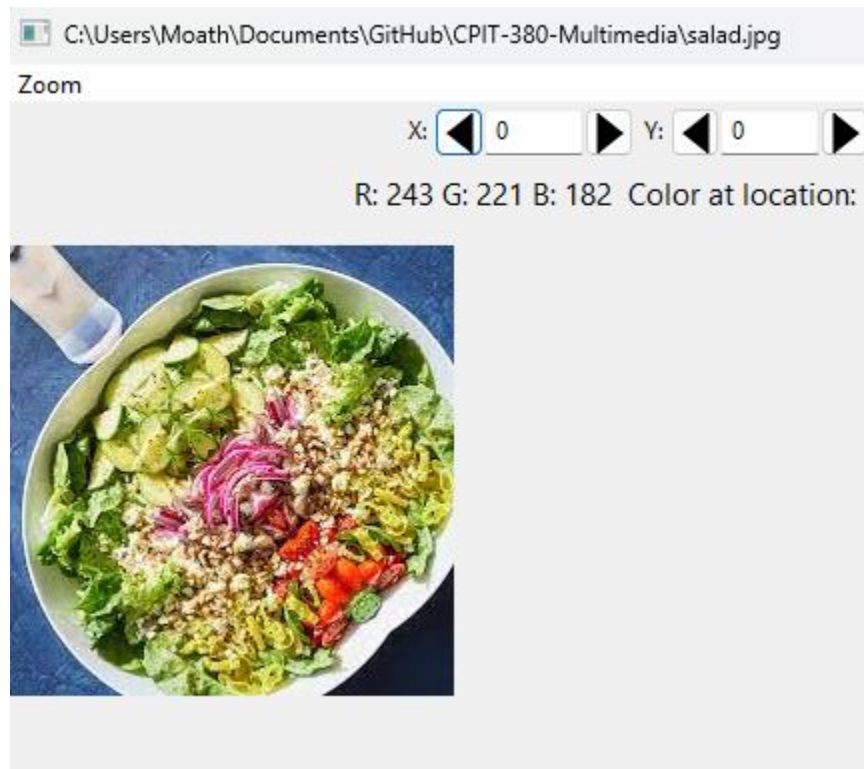 C:\Users\Moath\Documents\GitHub\CPIT-380-Multimedia\salad.jpg
Zoom
X: 0 Y: 0
R: 243 G: 221 B: 182 Color at location: